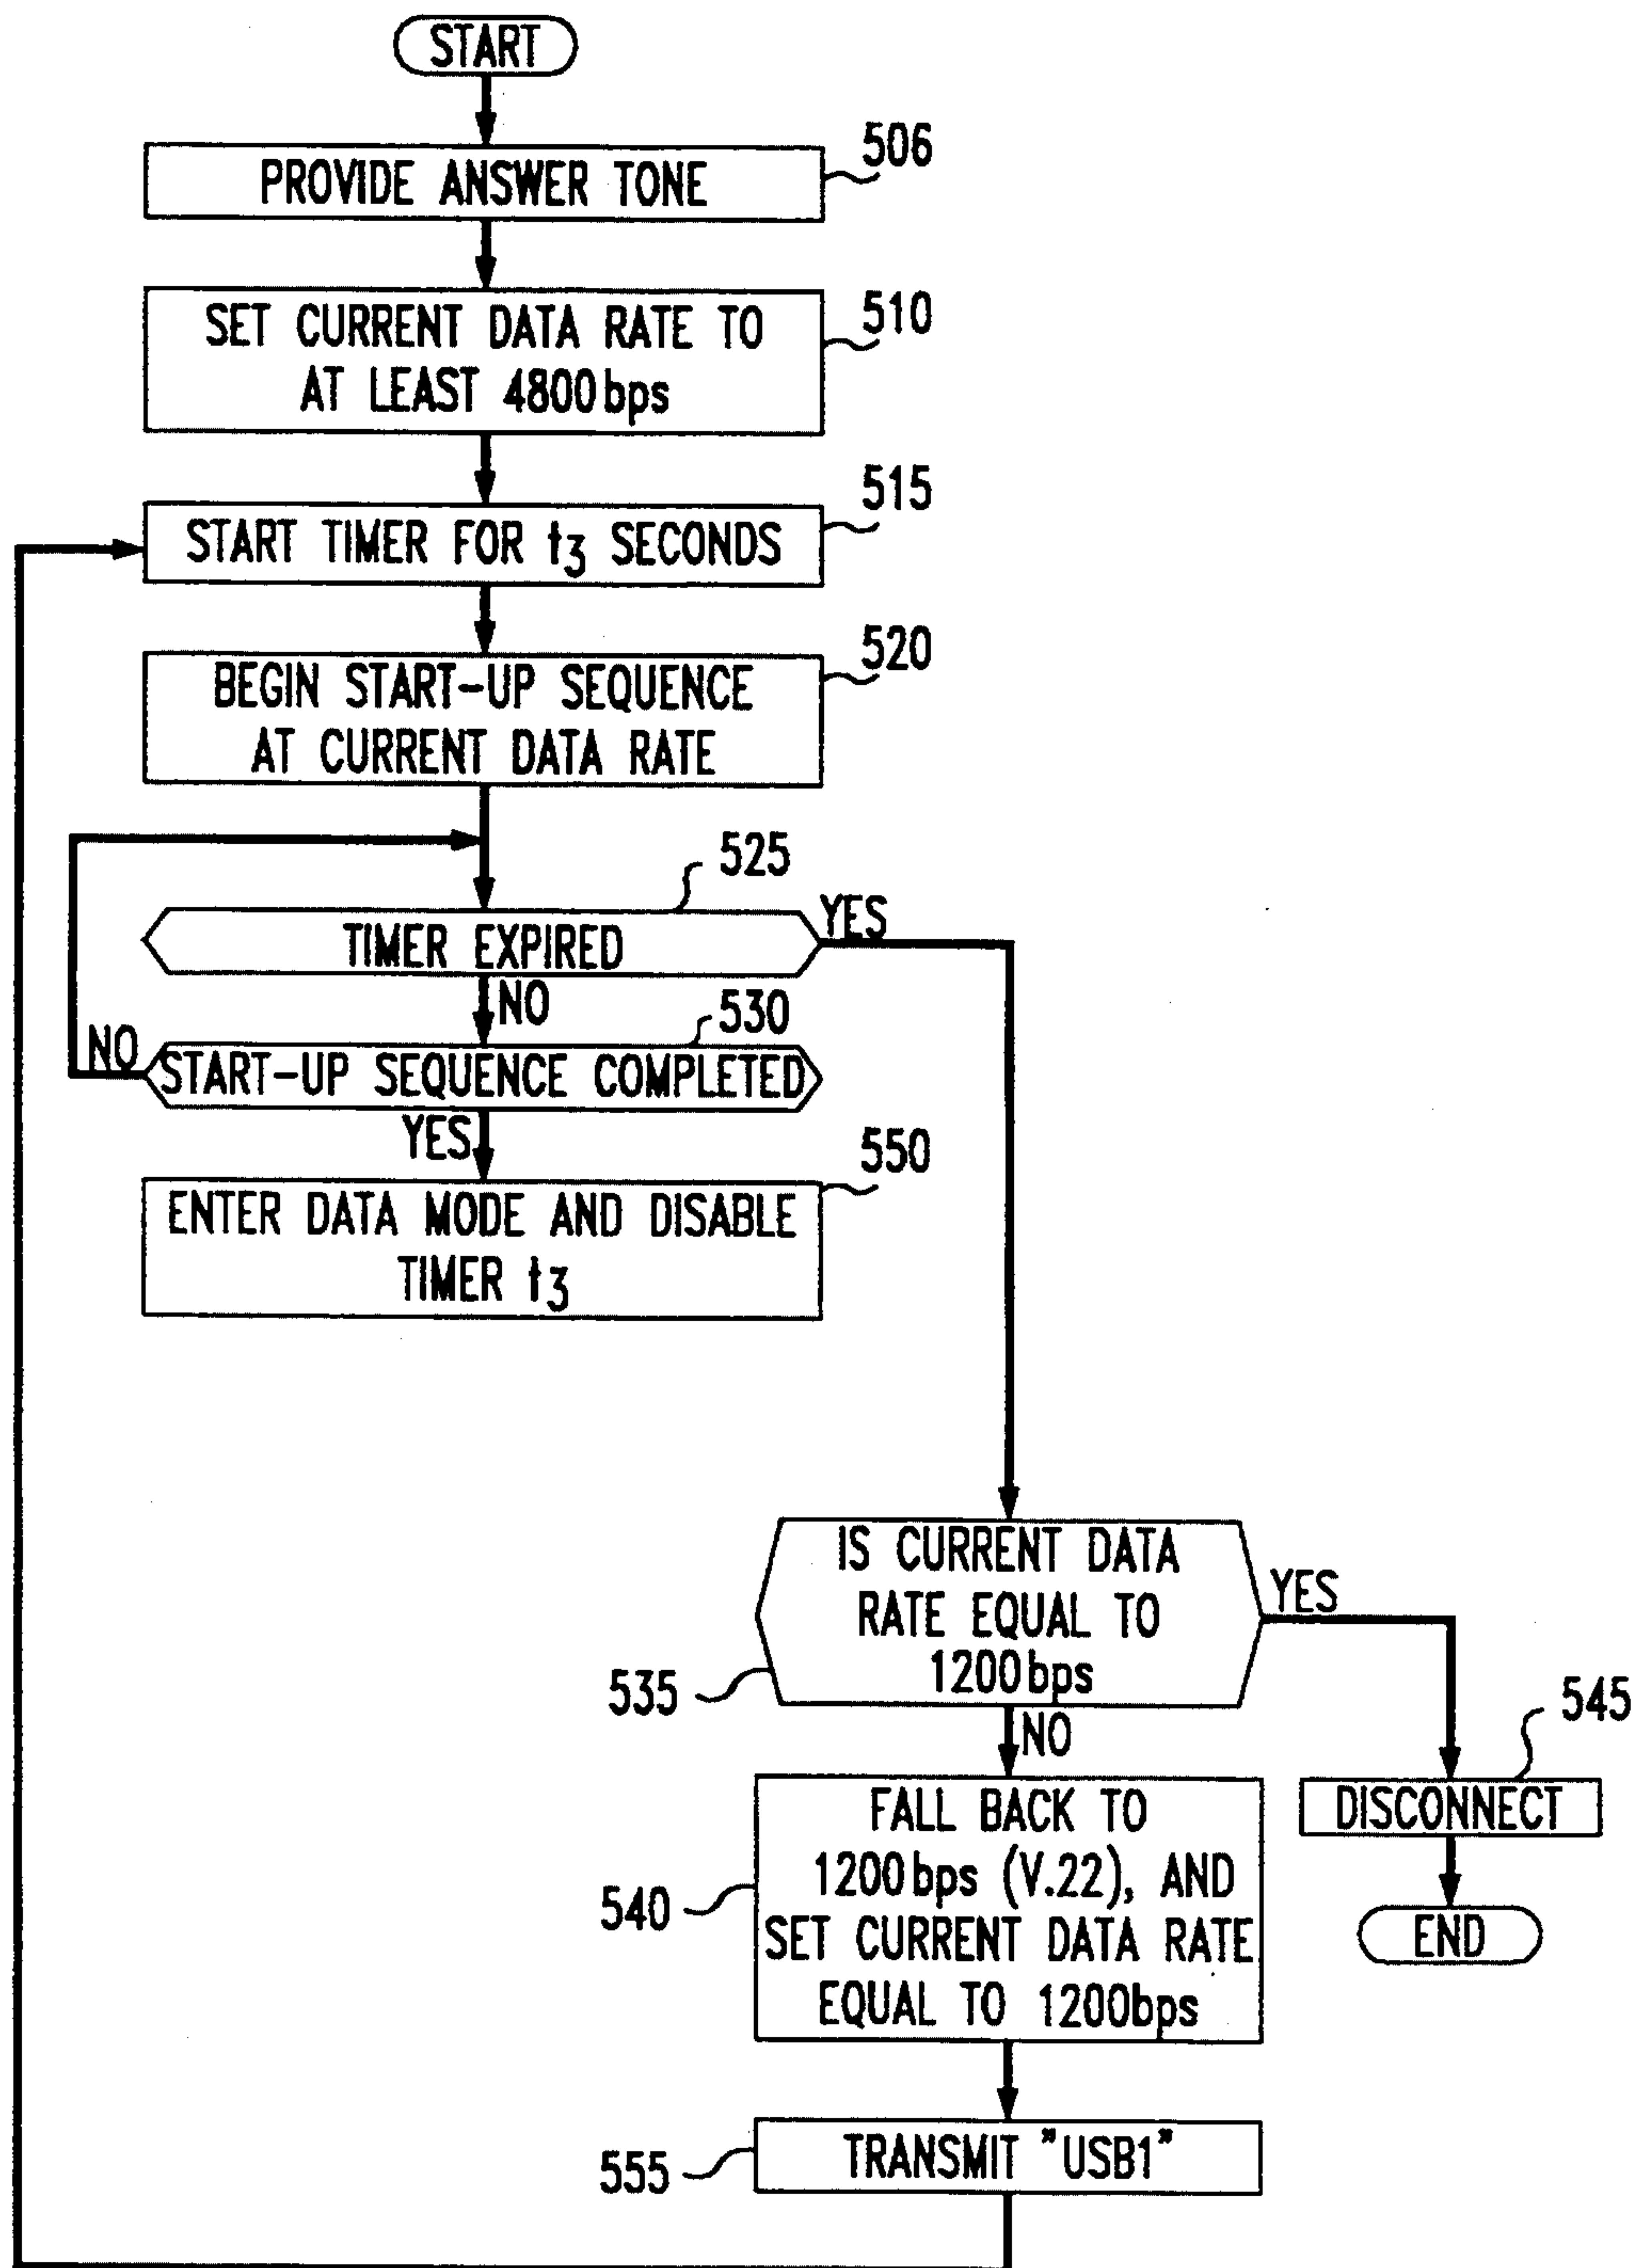 START
506
PROVIDE ANSWER TONE
510
SET CURRENT DATA RATE TO
AT LEAST 4800bps
515
START TIMER FOR t3 SECONDS
520
BEGIN START-UP SEQUENCE
AT CURRENT DATA RATE
525
TIMER EXPIRED
YES
NO
530
NO
START-UP SEQUENCE COMPLETED
YES
550
ENTER DATA MODE AND DISABLE
TIMER t3
IS CURRENT DATA
RATE EQUAL TO
1200bps
YES
535
NO
545
DISCONNECT
FALL BACK TO
1200bps (V.22), AND
SET CURRENT DATA RATE
EQUAL TO 1200bps
540
END
TRANSMIT "USB1"
555